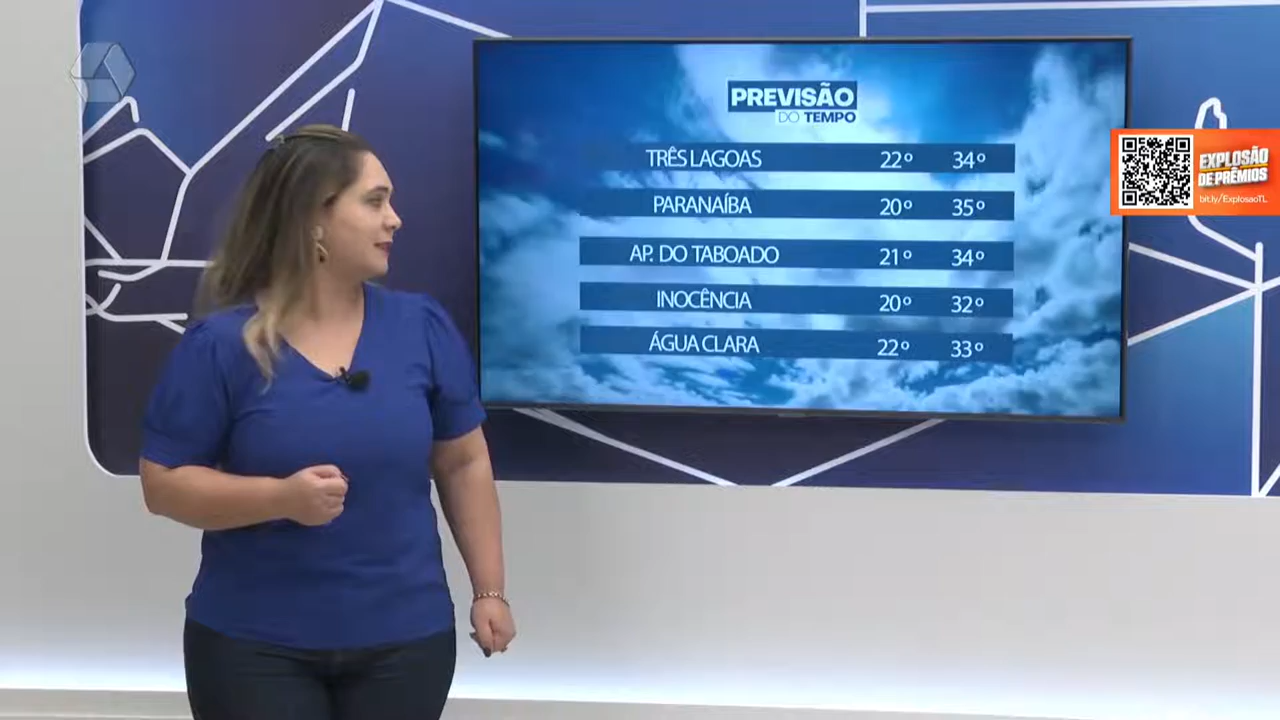 PREVISÃO
DO TEMPO
TRÊS LAGOAS 22º 34º
PARANAÍBA 20º 35º
AP. DO TABOADO 21º 34º
INOCÊNCIA 20º 32º
ÁGUA CLARA 22º 33º
EXPLOSÃO
DE PRÊMIOS
bit.ly/ExplosaoTL